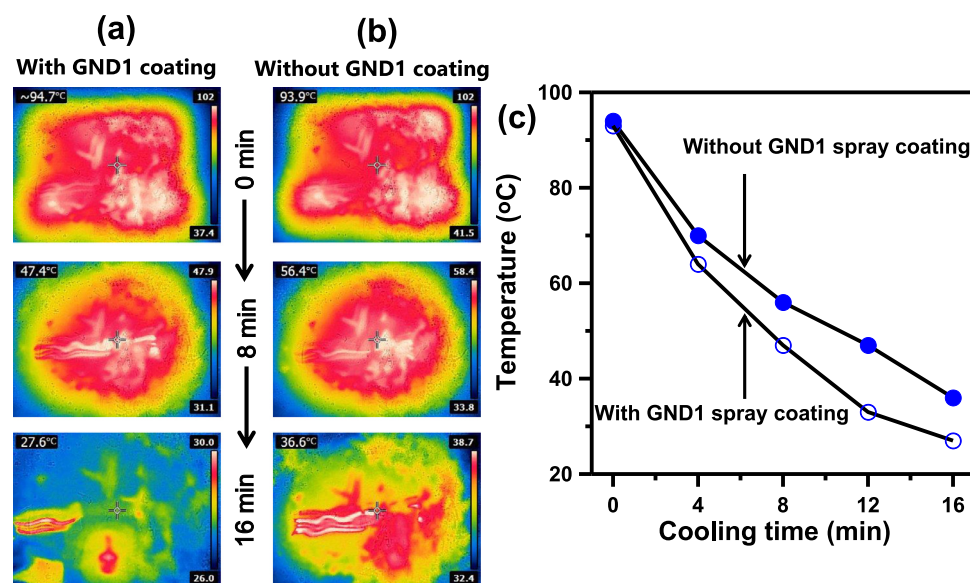 (a)
(b)
With GND1 coating
Without GND1 coating
~94.7°C
102
37.4
0 min
93.9°C
102
41.5
47.4°C
47.9
31.1
8 min
56.4°C
58.4
33.8
27.6°C
30.0
26.0
16 min
36.6°C
38.7
32.4
(c)
100
80
60
40
20
Temperature (oC)
Without GND1 spray coating
With GND1 spray coating
0 4 8 12 16
Cooling time (min)